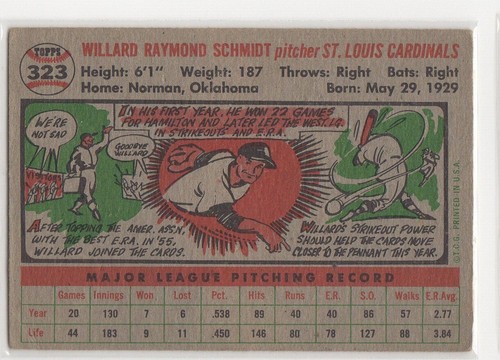 TOPPS
323
WILLARD RAYMOND SCHMIDT pitcher ST. LOUIS CARDINALS
Height: 6'1" Weight: 187 Throws: Right Bats: Right
Home: Norman, Oklahoma Born: May 29, 1929
WE'RE
NOT SAD
GOODBYE
WILLARD
IN HIS FIRST YEAR, HE WON 22 GAMES
FOR HAMILTON AND LATER LED THE WEST. LG.
IN STRIKEOUTS AND E.R.A.
AFTER TOPPING THE AMER. ASS'N.
WITH THE BEST E.R.A. IN '55,
WILLARD JOINED THE CARDS.
WILLARD'S STRIKEOUT POWER
SHOULD HELP THE CARDS MOVE
CLOSER TO THE PENNANT THIS YEAR.
©T.C.G. PRINTED IN U.S.A.
MAJOR LEAGUE PITCHING RECORD
Games Innings Won Lost Pct. Hits Runs E.R. S.O. Walks E.R.Avg.
Year 20 130 7 6 .538 89 40 40 86 57 2.77
Life 44 183 9 11 .450 146 80 78 127 88 3.84